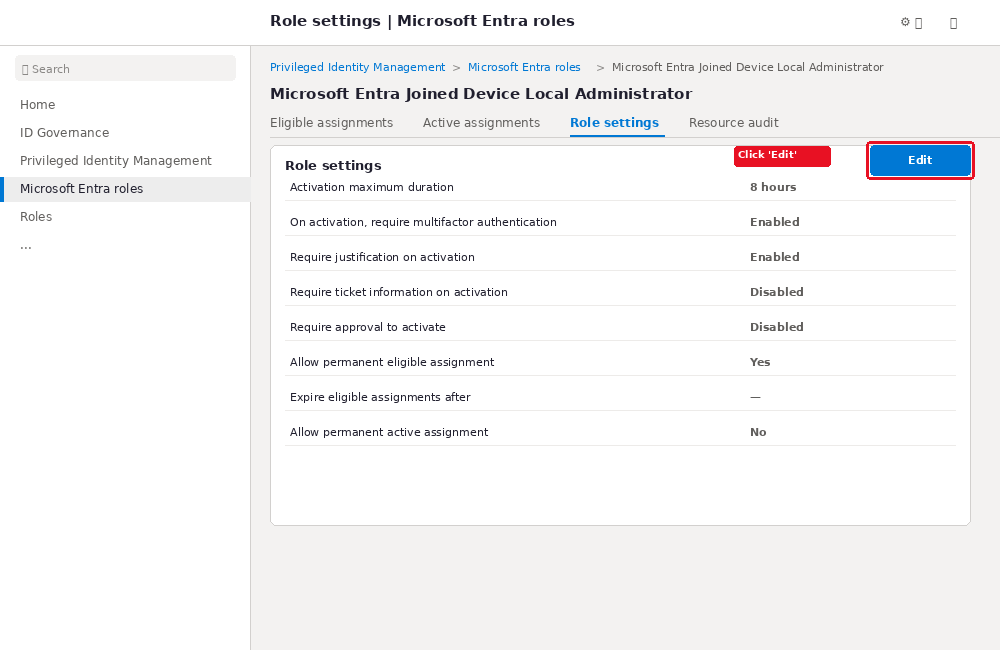 Role settings | Microsoft Entra roles
Search
Home
ID Governance
Privileged Identity Management
Microsoft Entra roles
Roles
...
Privileged Identity Management > Microsoft Entra roles > Microsoft Entra Joined Device Local Administrator
Microsoft Entra Joined Device Local Administrator
Eligible assignments Active assignments Role settings Resource audit
Role settings
Click 'Edit'
Edit
Activation maximum duration 8 hours
On activation, require multifactor authentication Enabled
Require justification on activation Enabled
Require ticket information on activation Disabled
Require approval to activate Disabled
Allow permanent eligible assignment Yes
Expire eligible assignments after —
Allow permanent active assignment No